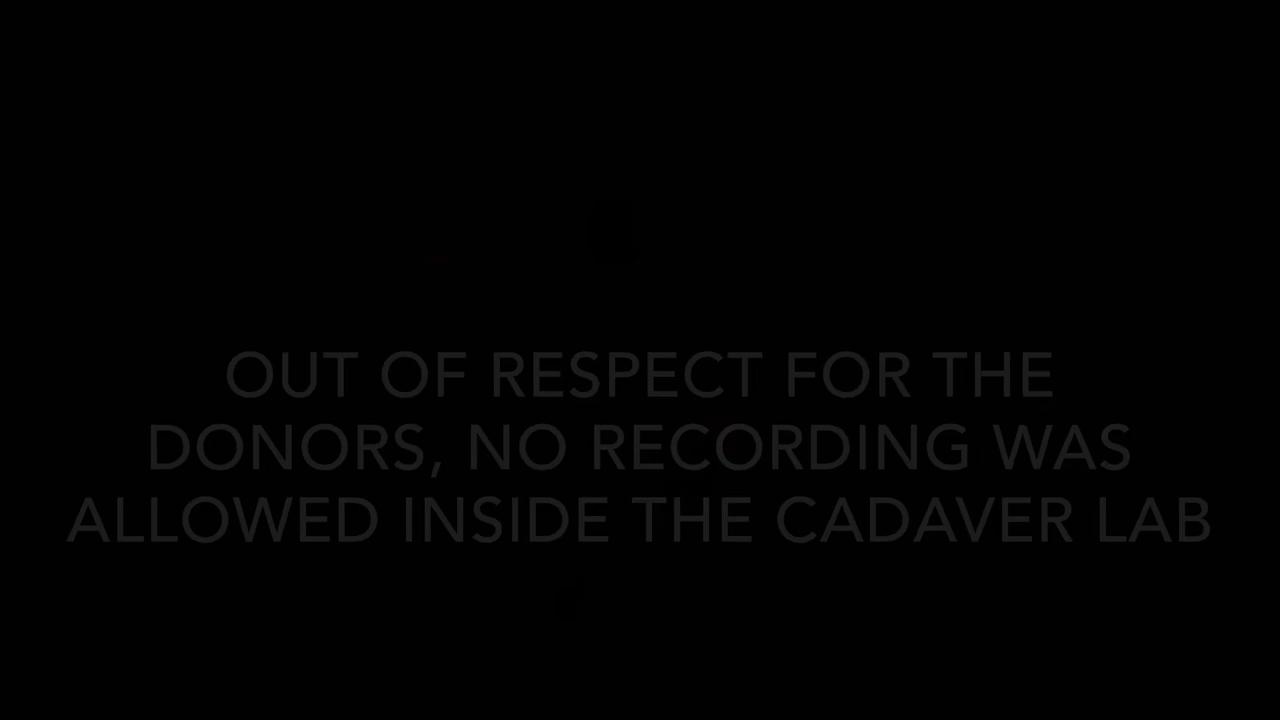 OUT OF RESPECT FOR THE
DONORS, NO RECORDING WAS
ALLOWED INSIDE THE CADAVER LAB